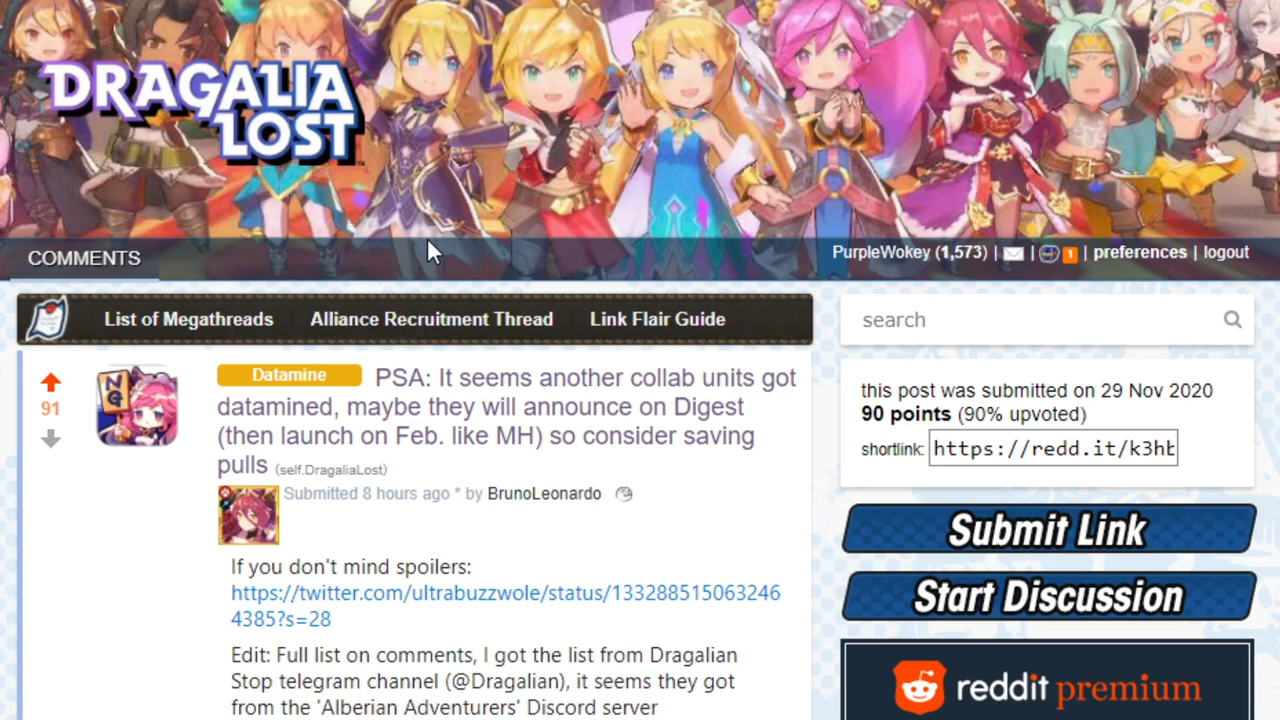 DRAGALIA
LOST
COMMENTS
PurpleWokey (1,573) | | 1 | preferences | logout
List of Megathreads Alliance Recruitment Thread Link Flair Guide
search
91
NG
Datamine PSA: It seems another collab units got
datamined, maybe they will announce on Digest
(then launch on Feb. like MH) so consider saving
pulls (self.DragaliaLost)
Submitted 8 hours ago * by BrunoLeonardo
If you don't mind spoilers:
https://twitter.com/ultrabuzzwole/status/133288515063246
4385?s=28
Edit: Full list on comments, I got the list from Dragalian
Stop telegram channel (@Dragalian), it seems they got
from the 'Alberian Adventurers' Discord server
this post was submitted on 29 Nov 2020
90 points (90% upvoted)
shortlink: https://redd.it/k3hb
Submit Link
Start Discussion
reddit premium